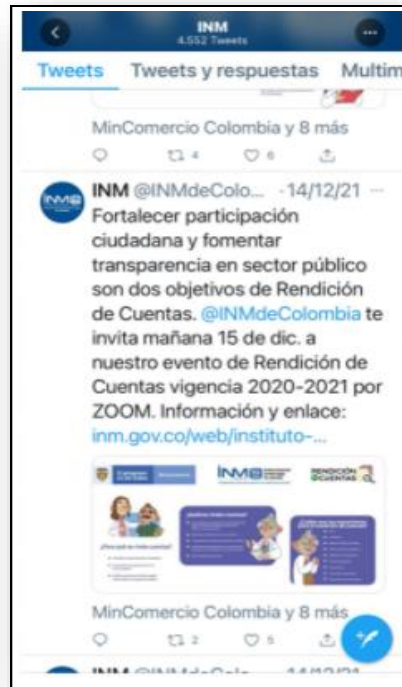 INM
4.552 Tweets
Tweets Tweets y respuestas Multim
MinComercio Colombia y 8 más
4 6
INM @INMdeColo... ·14/12/21 ···
Fortalecer participación
ciudadana y fomentar
transparencia en sector público
son dos objetivos de Rendición
de Cuentas. @INMdeColombia te
invita mañana 15 de dic. a
nuestro evento de Rendición de
Cuentas vigencia 2020-2021 por
ZOOM. Información y enlace:
inm.gov.co/web/instituto-...
INM
RENDICIÓN
CUENTAS
MinComercio Colombia y 8 más
2 5